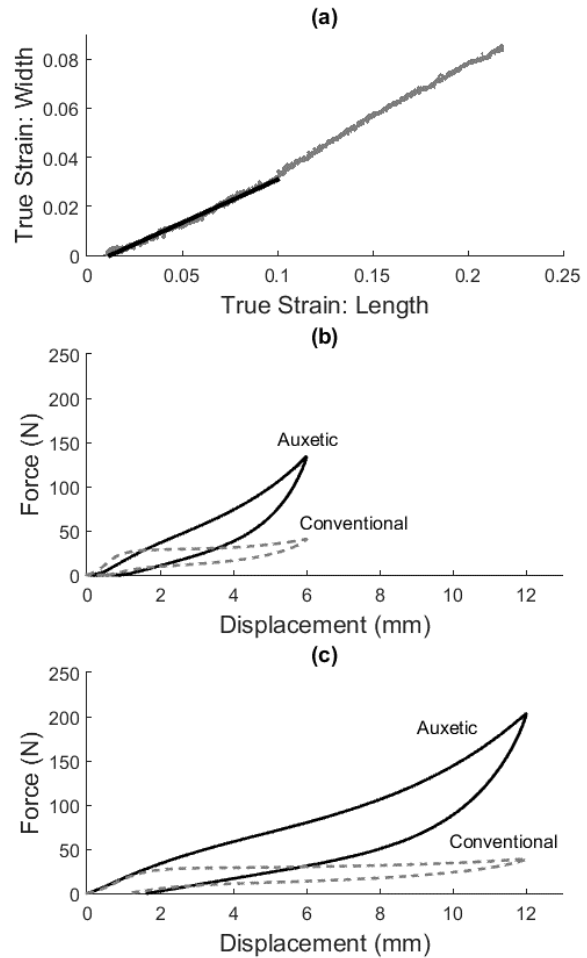 (a)
True Strain: Width
0.08
0.06
0.04
0.02
0
0 0.05 0.1 0.15 0.2 0.25
True Strain: Length
(b)
Force (N)
250
200
150
100
50
0
Auxetic
Conventional
0 2 4 6 8 10 12
Displacement (mm)
(c)
Force (N)
250
200
150
100
50
0
Auxetic
Conventional
0 2 4 6 8 10 12
Displacement (mm)